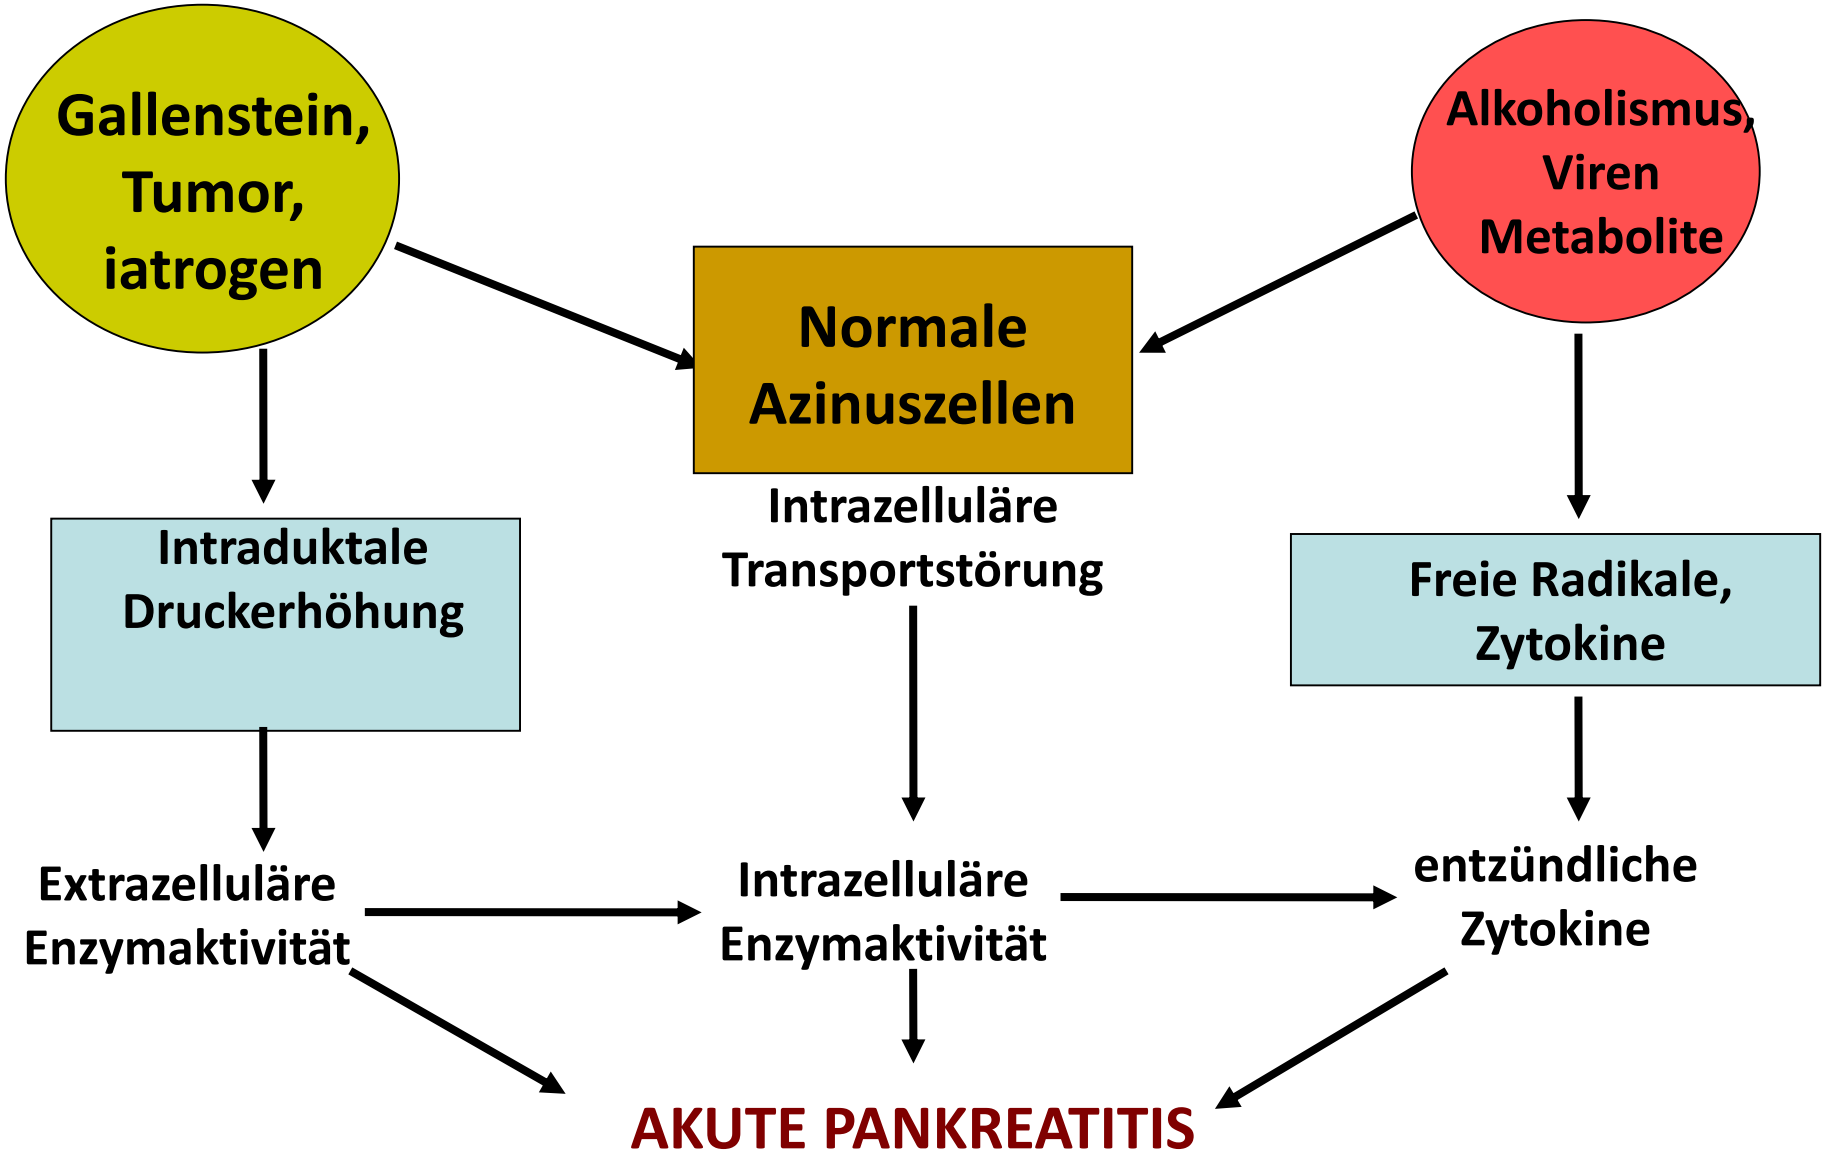 Gallenstein,
Tumor,
iatrogen
Alkoholismus,
Viren
Metabolite
Normale
Azinuszellen
Intrazelluläre
Transportstörung
Intraduktale
Druckerhöhung
Freie Radikale,
Zytokine
Extrazelluläre
Enzymaktivität
Intrazelluläre
Enzymaktivität
entzündliche
Zytokine
AKUTE PANKREATITIS